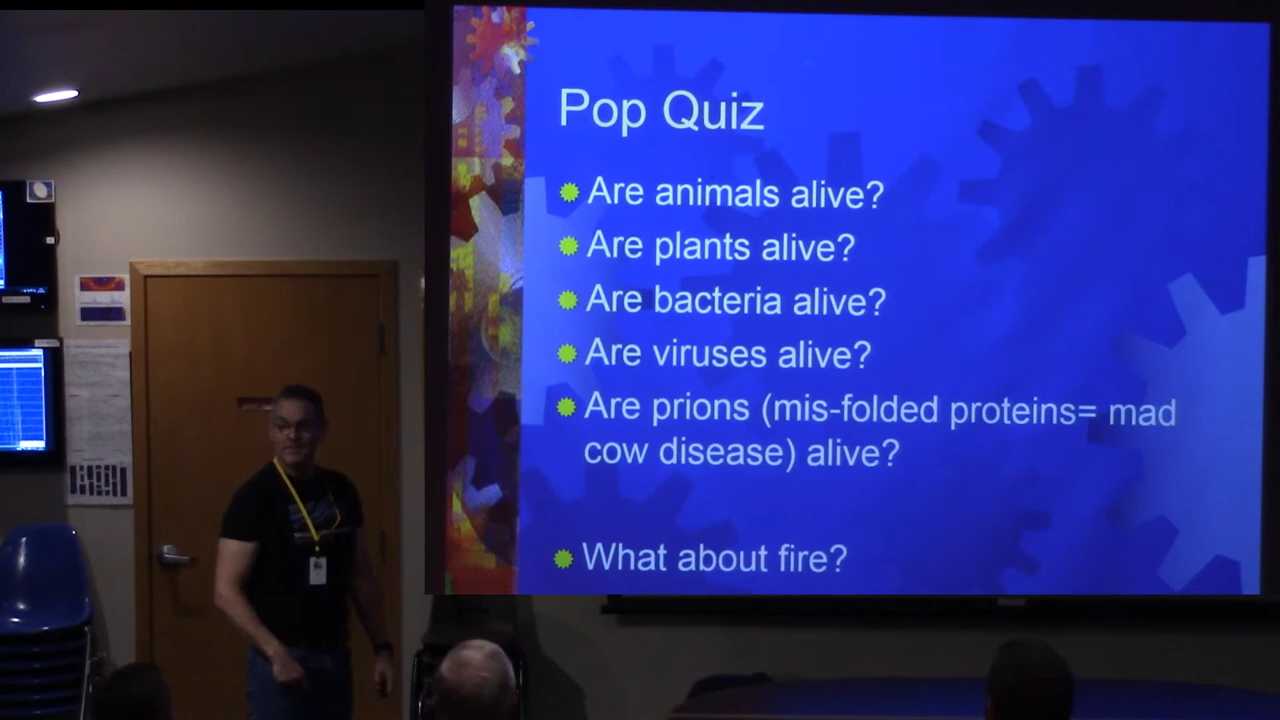 Pop Quiz
Are animals alive?
Are plants alive?
Are bacteria alive?
Are viruses alive?
Are prions (mis-folded proteins= mad
cow disease) alive?
What about fire?